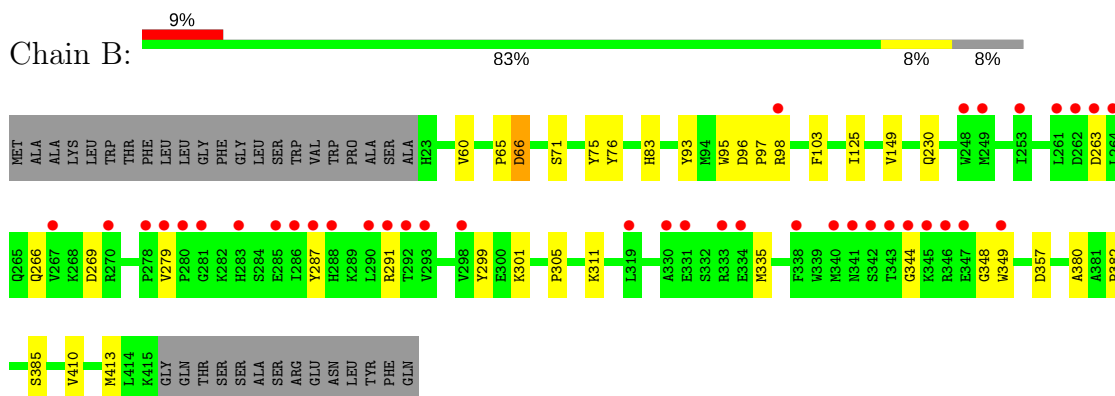 9%
Chain B:
83% 8% 8%
MET ALA ALA LYS LEU TRP THR PHE LEU LEU GLY PHE GLY LEU SER TRP VAL TRP PRO ALA SER ALA H23 V60 P65 D66 S71 Y75 Y76 H83 Y93 M94 W95 D96 P97 R98 F103 I125 V149 Q230 W248 M249 I253 L261 D262 D263 L264
Q265 Q266 V267 K268 D269 R270 P278 V279 P280 G281 K282 H283 S284 E285 I286 Y287 H288 K289 L290 R291 T292 V293 V298 Y299 E300 K301 P305 K311 L319 A330 E331 S332 R333 E334 M335 F338 W339 M340 N341 S342 T343 G344 K345 R346 E347 G348 W349 D357 A380 A381
S385 V410 M413 L414 K415 GLY GLN THR SER SER ALA SER ARG GLU ASN LEU TYR PHE GLN